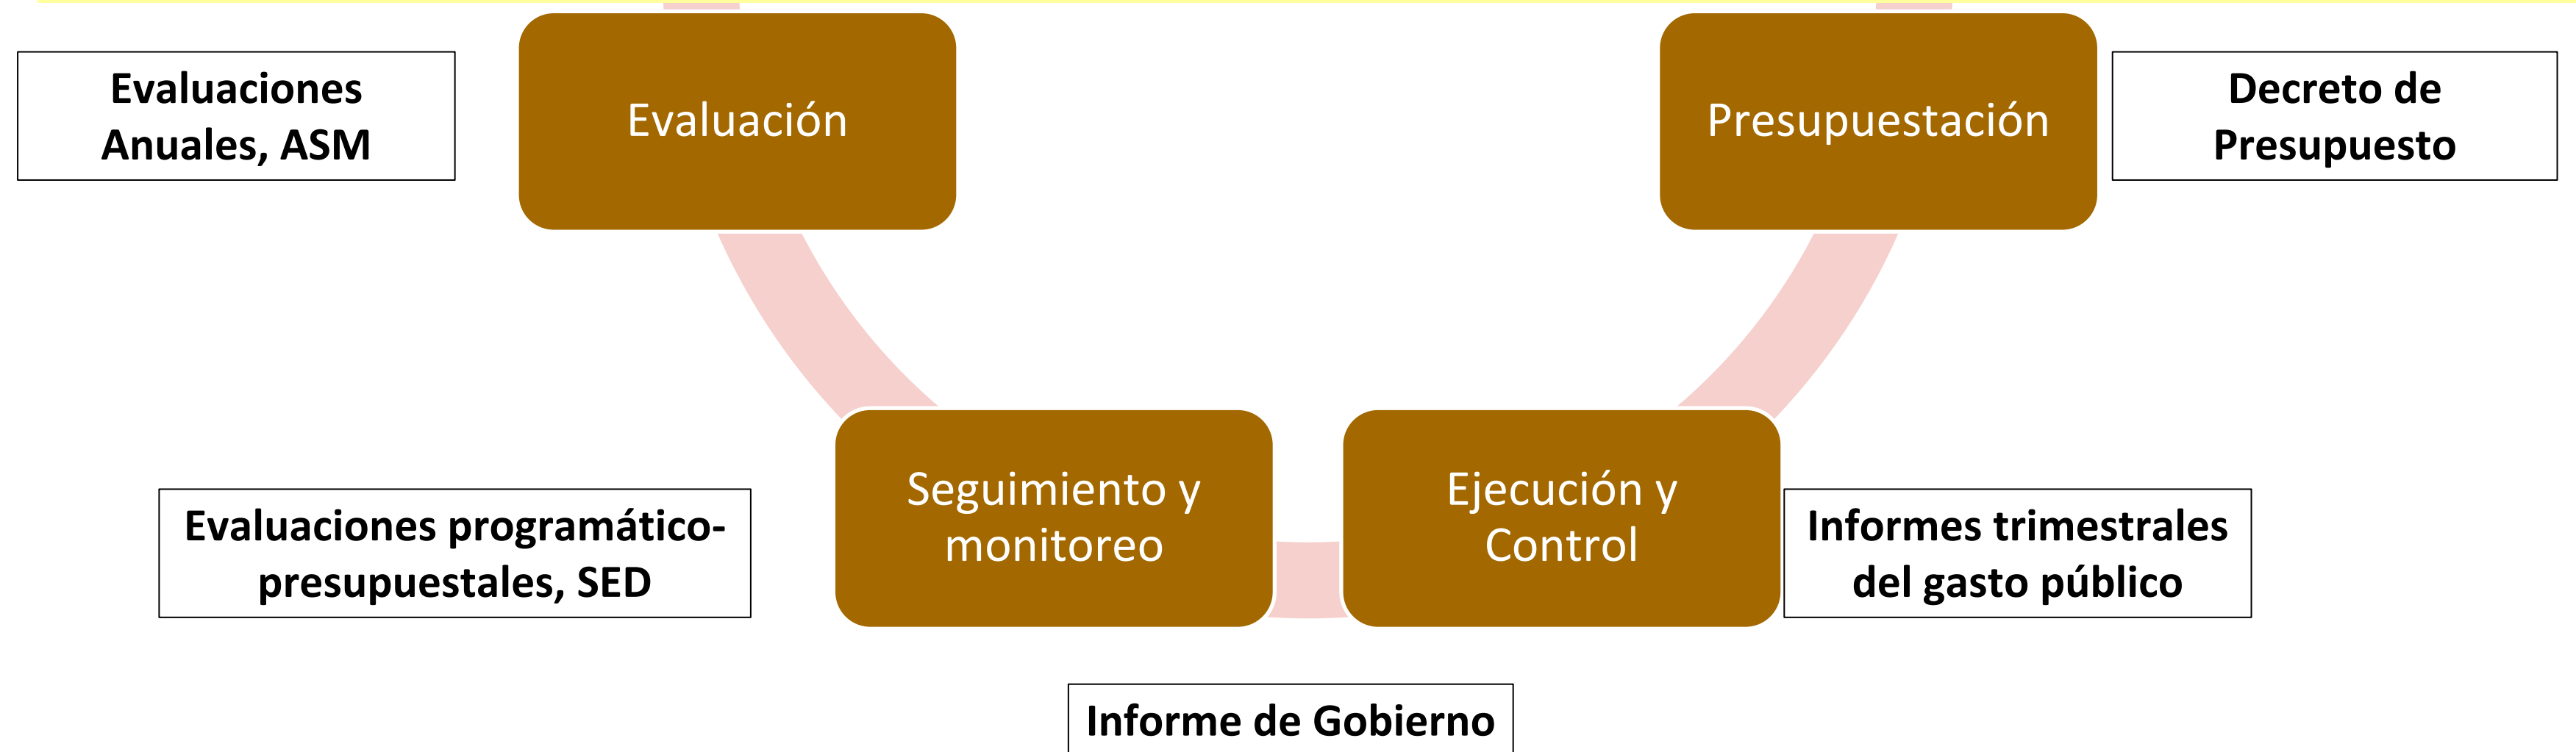 Evaluaciones
Anuales, ASM
Evaluación
Presupuestación
Decreto de
Presupuesto
Evaluaciones programático-
presupuestales, SED
Seguimiento y
monitoreo
Ejecución y
Control
Informes trimestrales
del gasto público
Informe de Gobierno